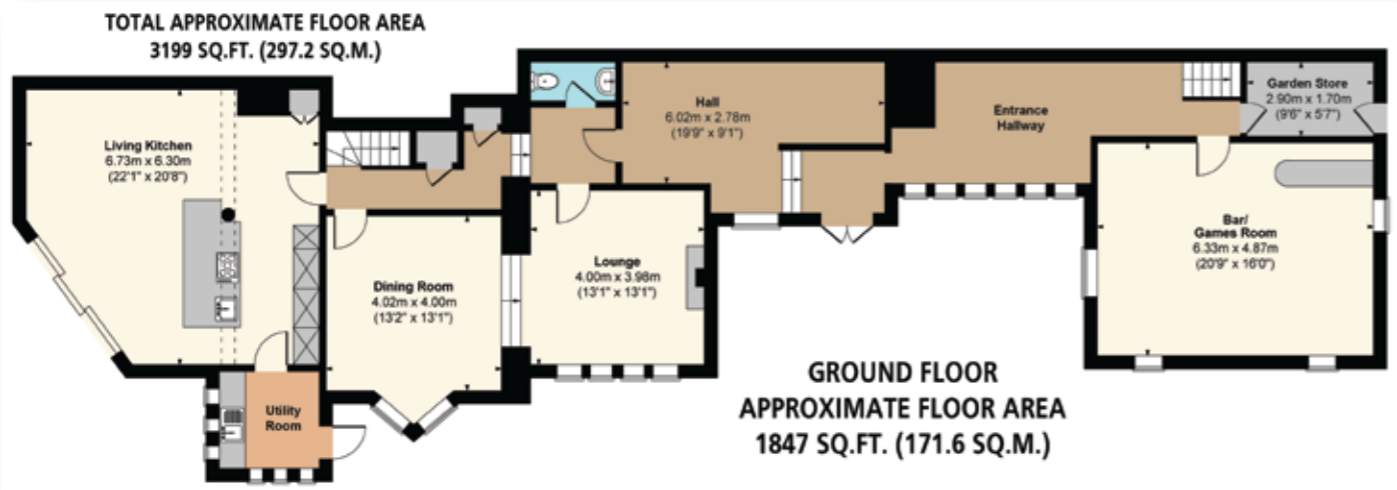 TOTAL APPROXIMATE FLOOR AREA
3199 SQ.FT. (297.2 SQ.M.)
Living Kitchen
6.73m x 6.30m
(22'1" x 20'8")
Hall
6.02m x 2.78m
(19'9" x 9'1")
Entrance
Hallway
Garden Store
2.90m x 1.70m
(9'6" x 5'7")
Bar/
Games Room
6.33m x 4.87m
(20'9" x 16'0")
Lounge
4.00m x 3.98m
(13'1" x 13'1")
Dining Room
4.02m x 4.00m
(13'2" x 13'1")
Utility
Room
GROUND FLOOR
APPROXIMATE FLOOR AREA
1847 SQ.FT. (171.6 SQ.M.)